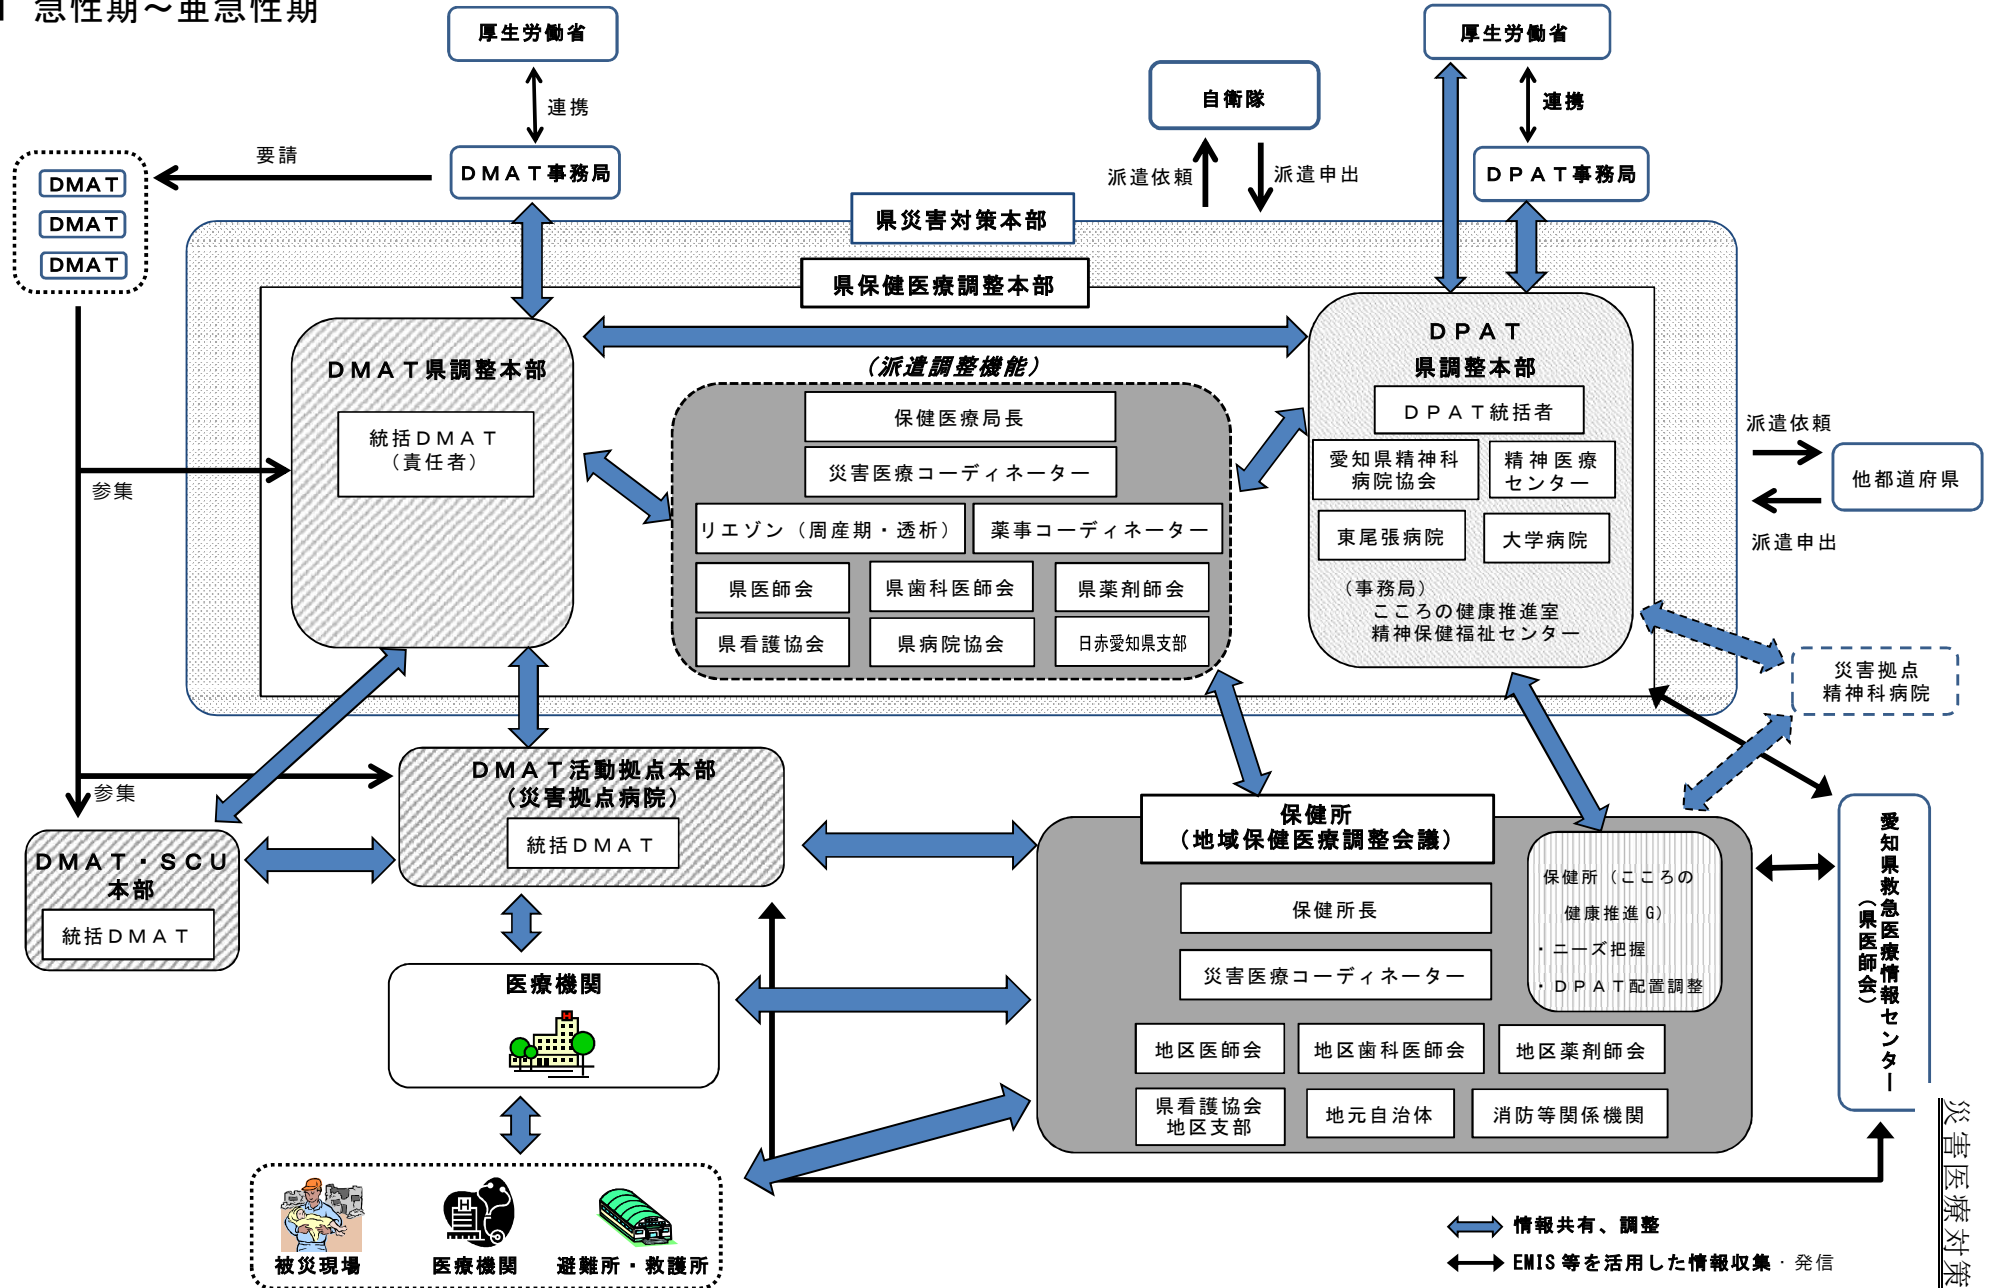 急性期～亜急性期
厚生労働省
連携
DMAT事務局
要請
DMAT
DMAT
DMAT
参集
参集
自衛隊
派遣依頼
派遣申出
厚生労働省
連携
DPAT事務局
県災害対策本部
県保健医療調整本部
DMAT県調整本部
統括DMAT
（責任者）
（派遣調整機能）
保健医療局長
災害医療コーディネーター
リエゾン（周産期・透析）
薬事コーディネーター
県医師会
県歯科医師会
県薬剤師会
県看護協会
県病院協会
日赤愛知県支部
DPAT
県調整本部
DPAT統括者
愛知県精神科
病院協会
精神医療
センター
東尾張病院
大学病院
（事務局）
こころの健康推進室
精神保健福祉センター
派遣依頼
他都道府県
派遣申出
災害拠点
精神科病院
DMAT活動拠点本部
（災害拠点病院）
統括DMAT
DMAT・SCU
本部
統括DMAT
医療機関
被災現場
医療機関
避難所・救護所
保健所
（地域保健医療調整会議）
保健所長
災害医療コーディネーター
保健所（こころの
健康推進G）
・ニーズ把握
・DPAT配置調整
地区医師会
地区歯科医師会
地区薬剤師会
県看護協会
地区支部
地元自治体
消防等関係機関
愛知県救急医療情報センター
（県医師会）
情報共有、調整
EMIS等を活用した情報収集・発信
災害医療対策